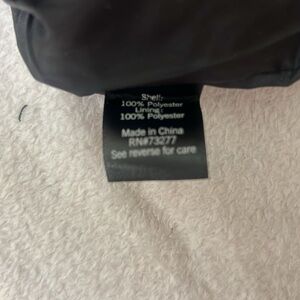 Shell:
100% Polyester
Lining:
100% Polyester
Made in China
RN#73277
See reverse for care